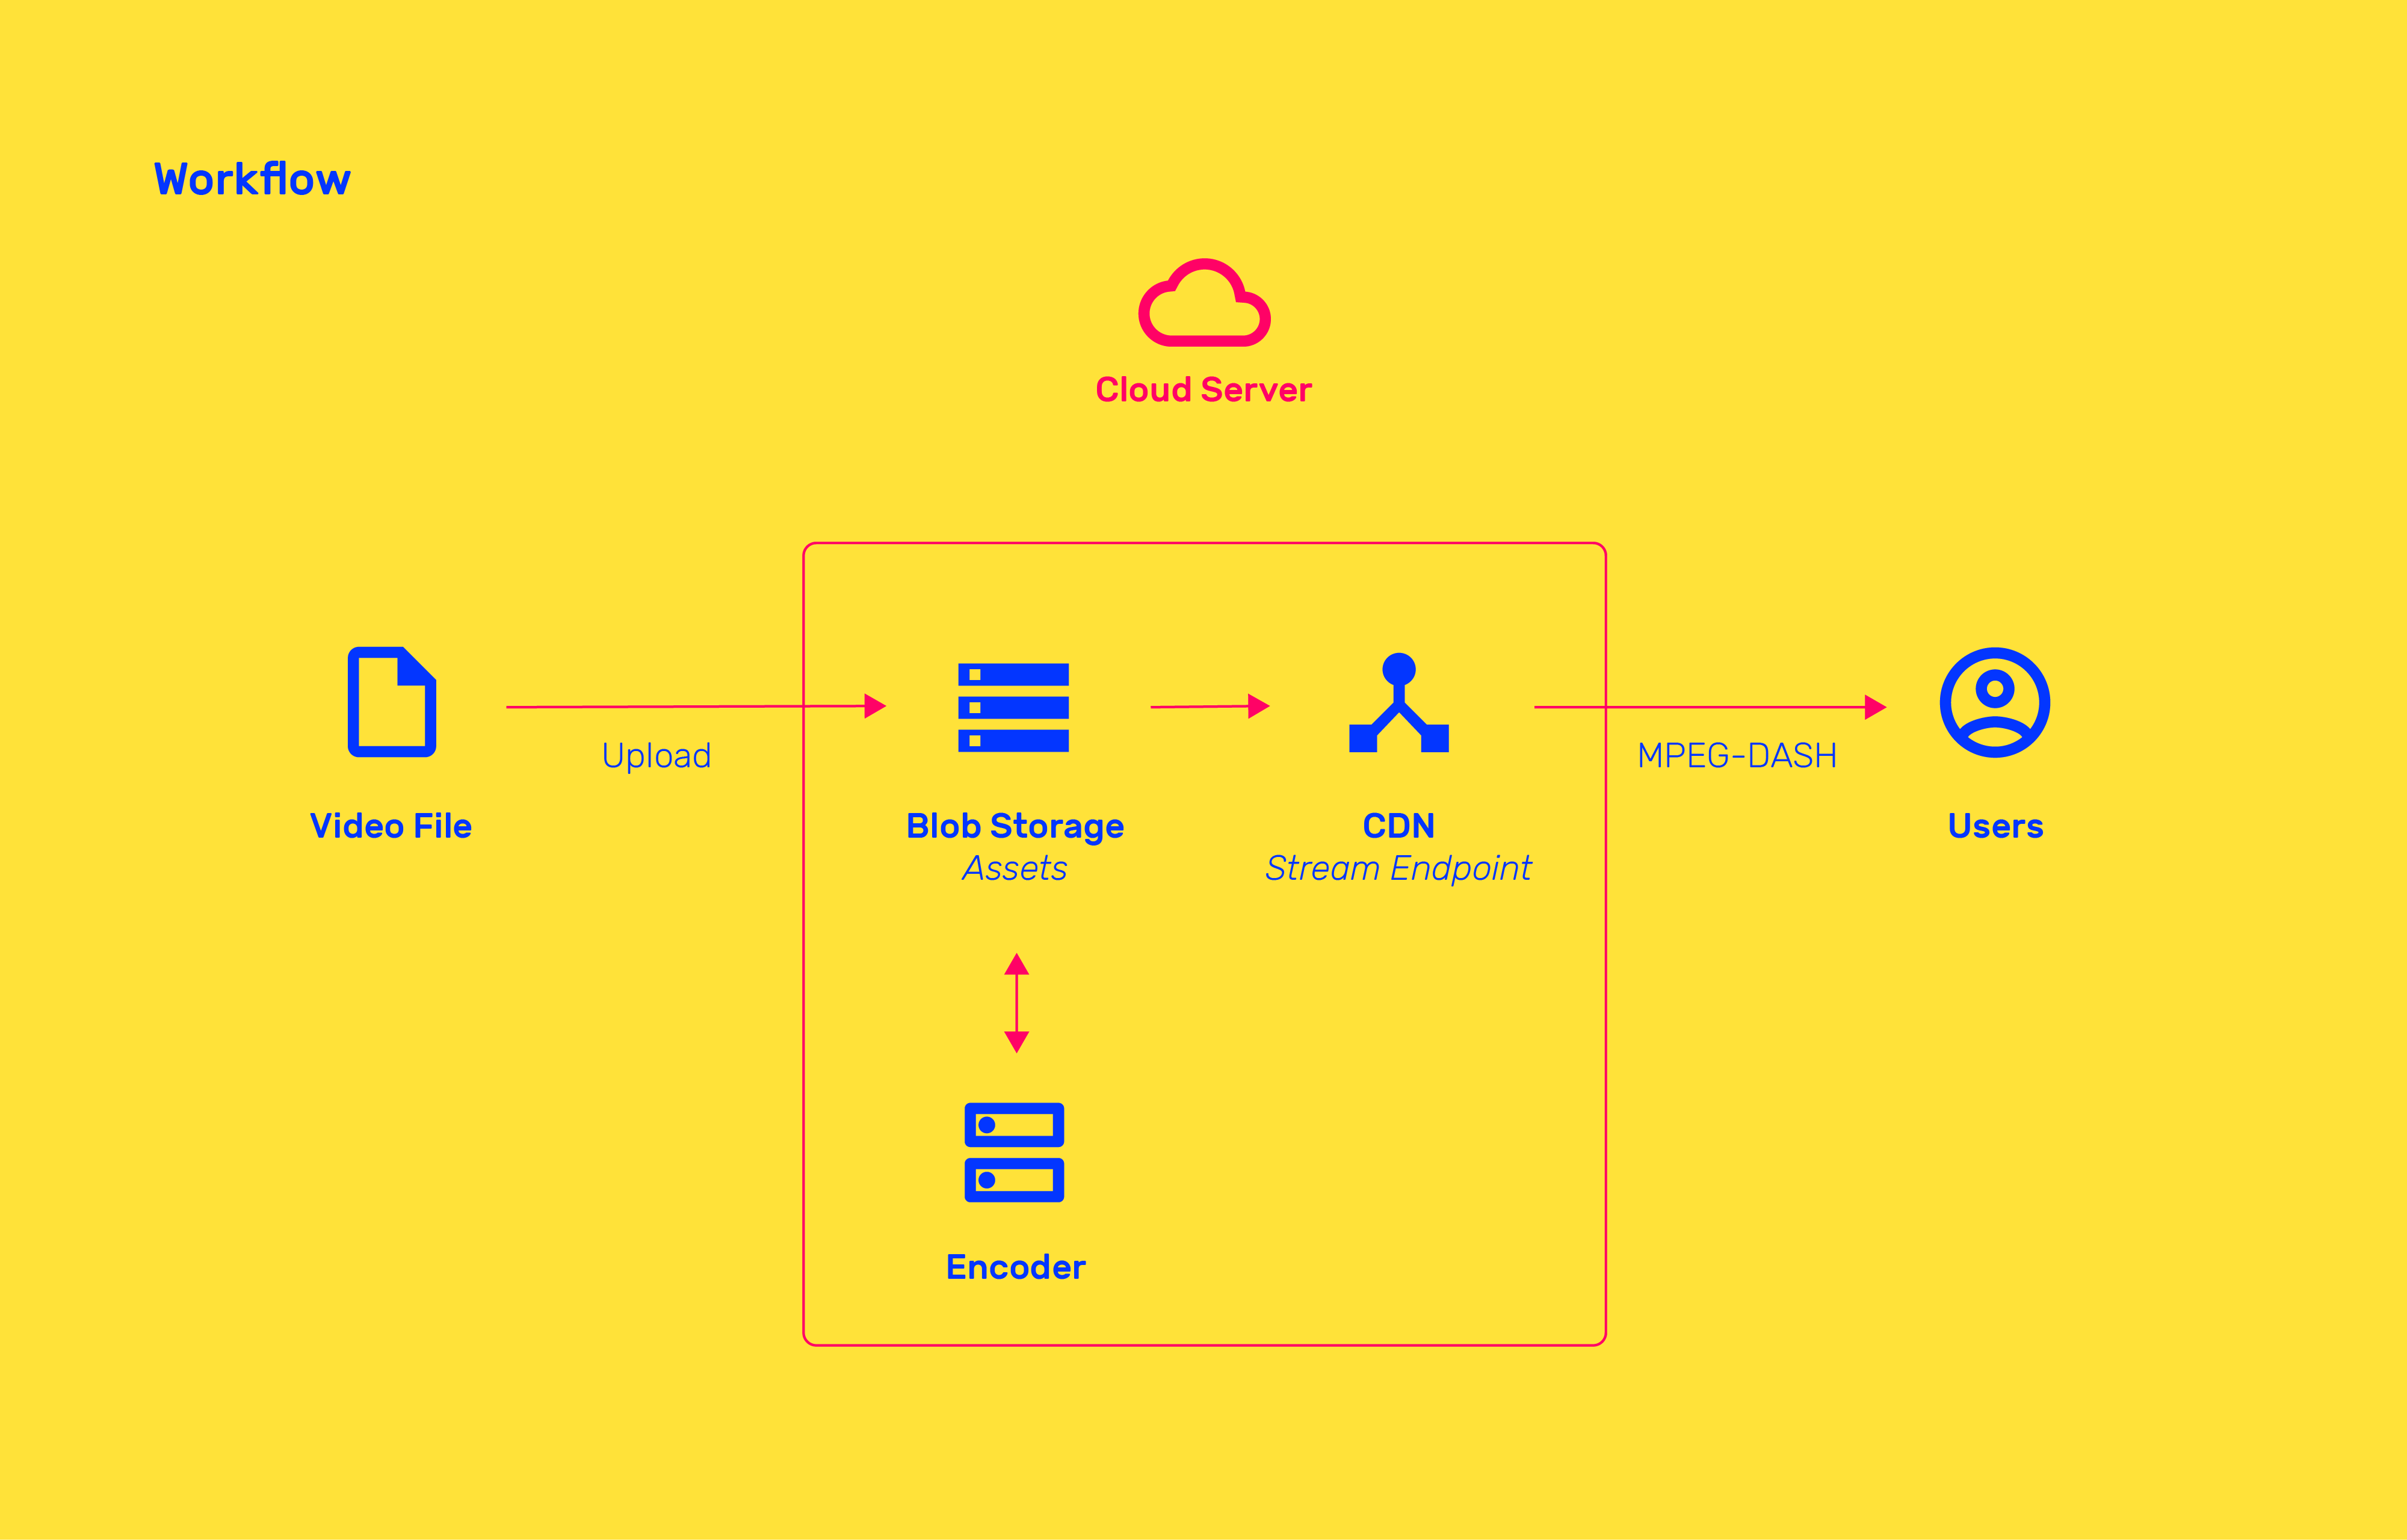 Workflow
Cloud Server
Upload
MPEG-DASH
Video File
Blob Storage
Assets
CDN
Stream Endpoint
Users
Encoder